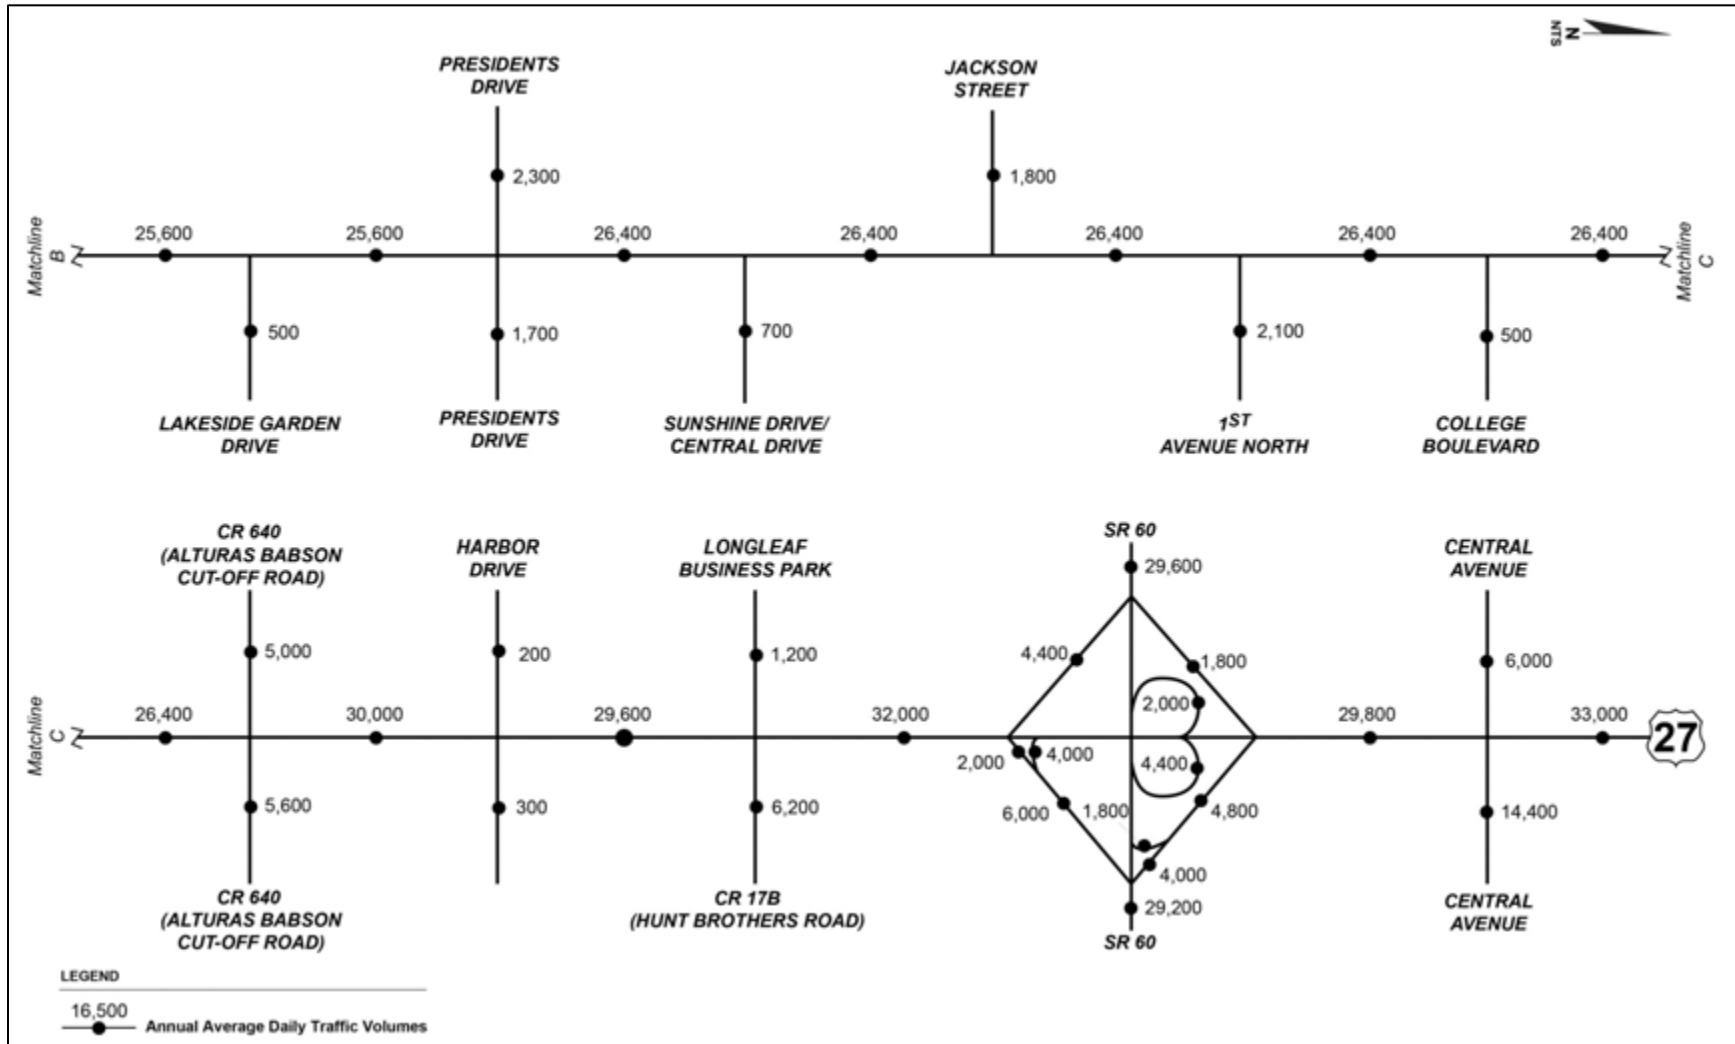 N
NTS
PRESIDENTS
DRIVE
JACKSON
STREET
2,300
1,800
Matchline
B
25,600
25,600
26,400
26,400
26,400
26,400
26,400
Matchline
C
500
1,700
700
2,100
500
LAKESIDE GARDEN
DRIVE
PRESIDENTS
DRIVE
SUNSHINE DRIVE/
CENTRAL DRIVE
1ST
AVENUE NORTH
COLLEGE
BOULEVARD
CR 640
(ALTURAS BABSON
CUT-OFF ROAD)
HARBOR
DRIVE
LONGLEAF
BUSINESS PARK
SR 60
CENTRAL
AVENUE
29,600
5,000
200
1,200
4,400
1,800
6,000
2,000
Matchline
C
26,400
30,000
29,600
32,000
29,800
33,000
27
2,000
4,000
4,400
5,600
300
6,200
6,000
1,800
4,800
14,400
4,000
29,200
CR 640
(ALTURAS BABSON
CUT-OFF ROAD)
CR 17B
(HUNT BROTHERS ROAD)
SR 60
CENTRAL
AVENUE
LEGEND
16,500
Annual Average Daily Traffic Volumes